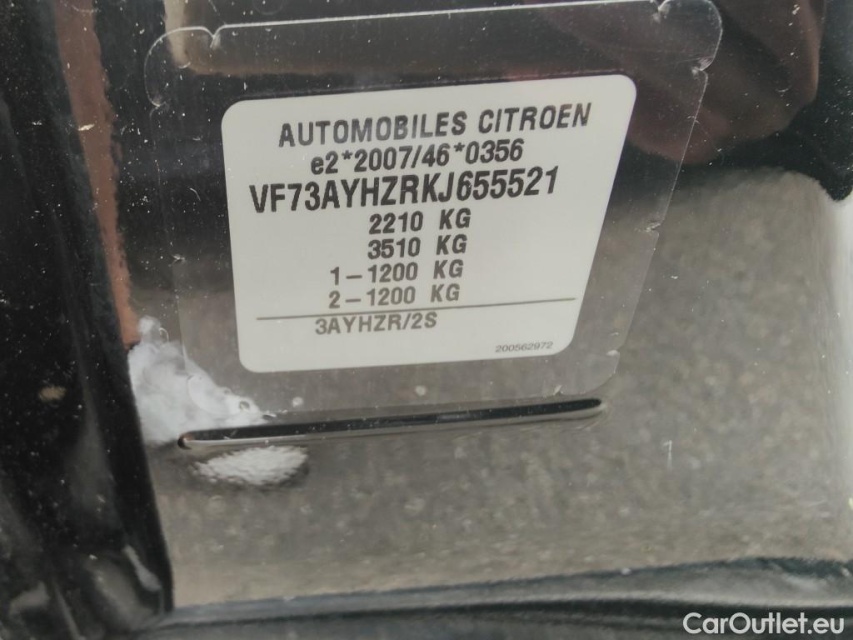 AUTOMOBILES CITROEN
e2*2007/46*0356
VF73AYHZRKJ655521
2210 KG
3510 KG
1-1200 KG
2-1200 KG
3AYHZR/2S
200562972
CarOutlet.eu